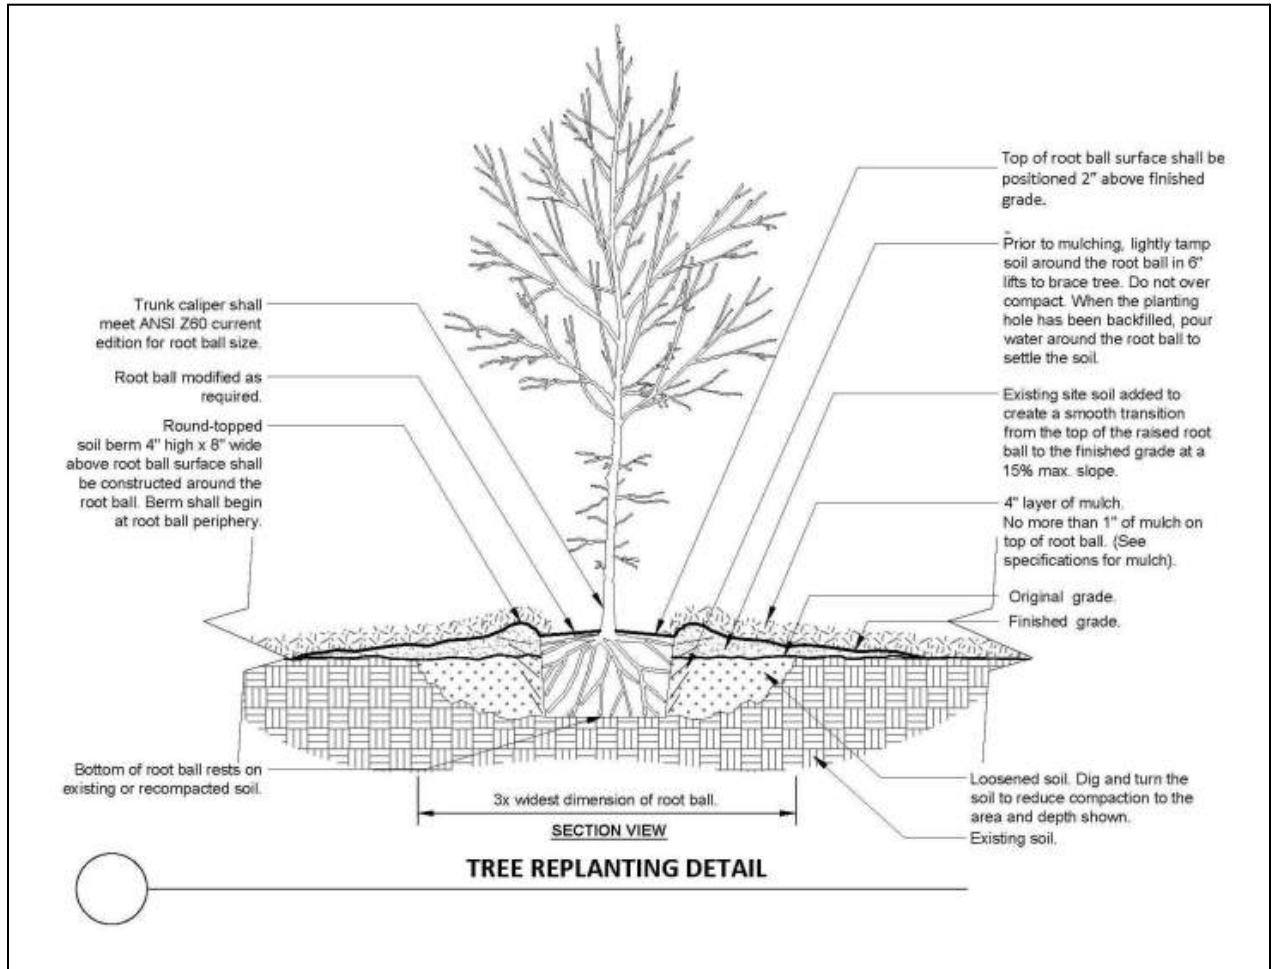 Trunk caliper shall
meet ANSI Z60 current
edition for root ball size.
Root ball modified as
required.
Round-topped
soil berm 4" high x 8" wide
above root ball surface shall
be constructed around the
root ball. Berm shall begin
at root ball periphery.
Bottom of root ball rests on
existing or recompacted soil.
Top of root ball surface shall be
positioned 2" above finished
grade.
Prior to mulching, lightly tamp
soil around the root ball in 6"
lifts to brace tree. Do not over
compact. When the planting
hole has been backfilled, pour
water around the root ball to
settle the soil.
Existing site soil added to
create a smooth transition
from the top of the raised root
ball to the finished grade at a
15% max. slope.
4" layer of mulch.
No more than 1" of mulch on
top of root ball. (See
specifications for mulch).
Original grade.
Finished grade.
Loosened soil. Dig and turn the
soil to reduce compaction to the
area and depth shown.
Existing soil.
3x widest dimension of root ball.
SECTION VIEW
TREE REPLANTING DETAIL